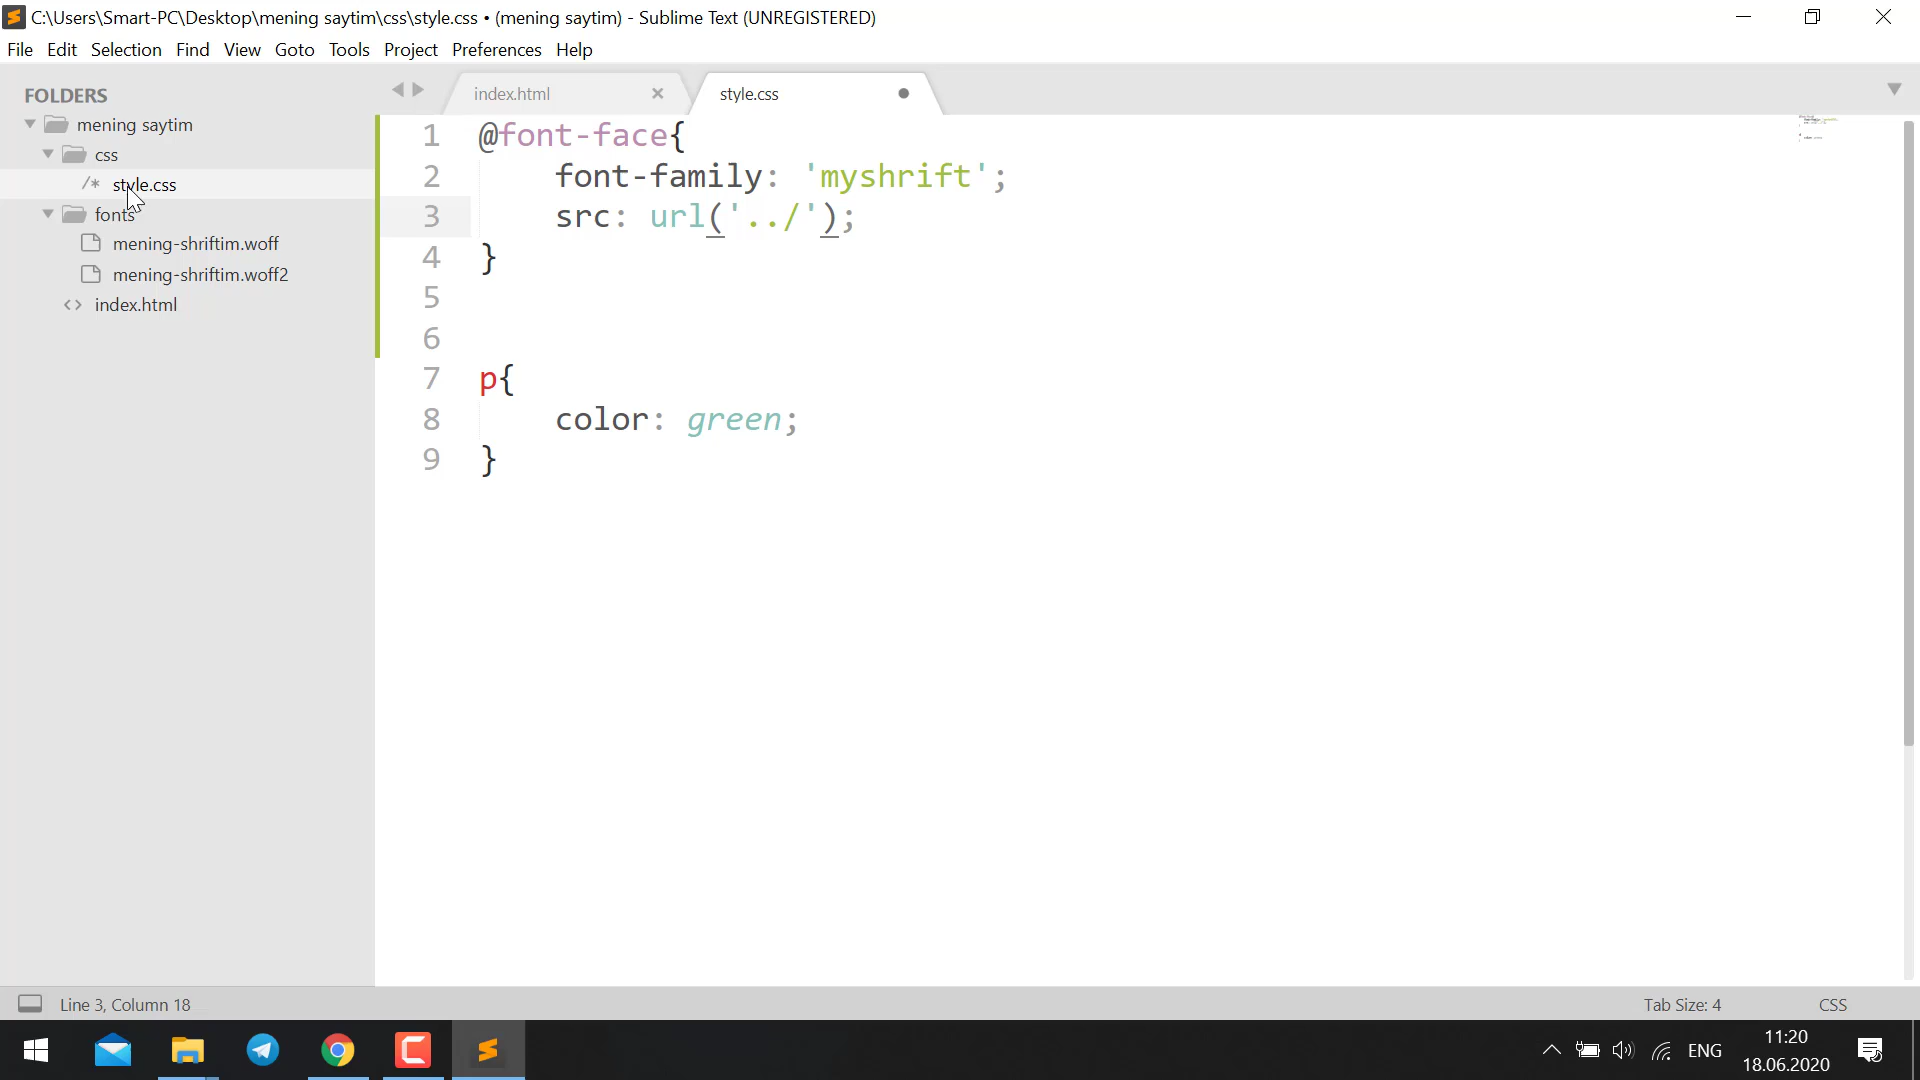 C:\Users\Smart-PC\Desktop\mening saytim\css\style.css • (mening saytim) - Sublime Text (UNREGISTERED)
File Edit Selection Find View Goto Tools Project Preferences Help
FOLDERS
mening saytim
css
/* style.css
fonts
mening-shriftim.woff
mening-shriftim.woff2
<> index.html
index.html
style.css
1 @font-face{
2 font-family: 'myshrift';
3 src: url('../');
4 }
5
6
7 p{
8 color: green;
9 }
Line 3, Column 18
Tab Size: 4
CSS
ENG
11:20
18.06.2020